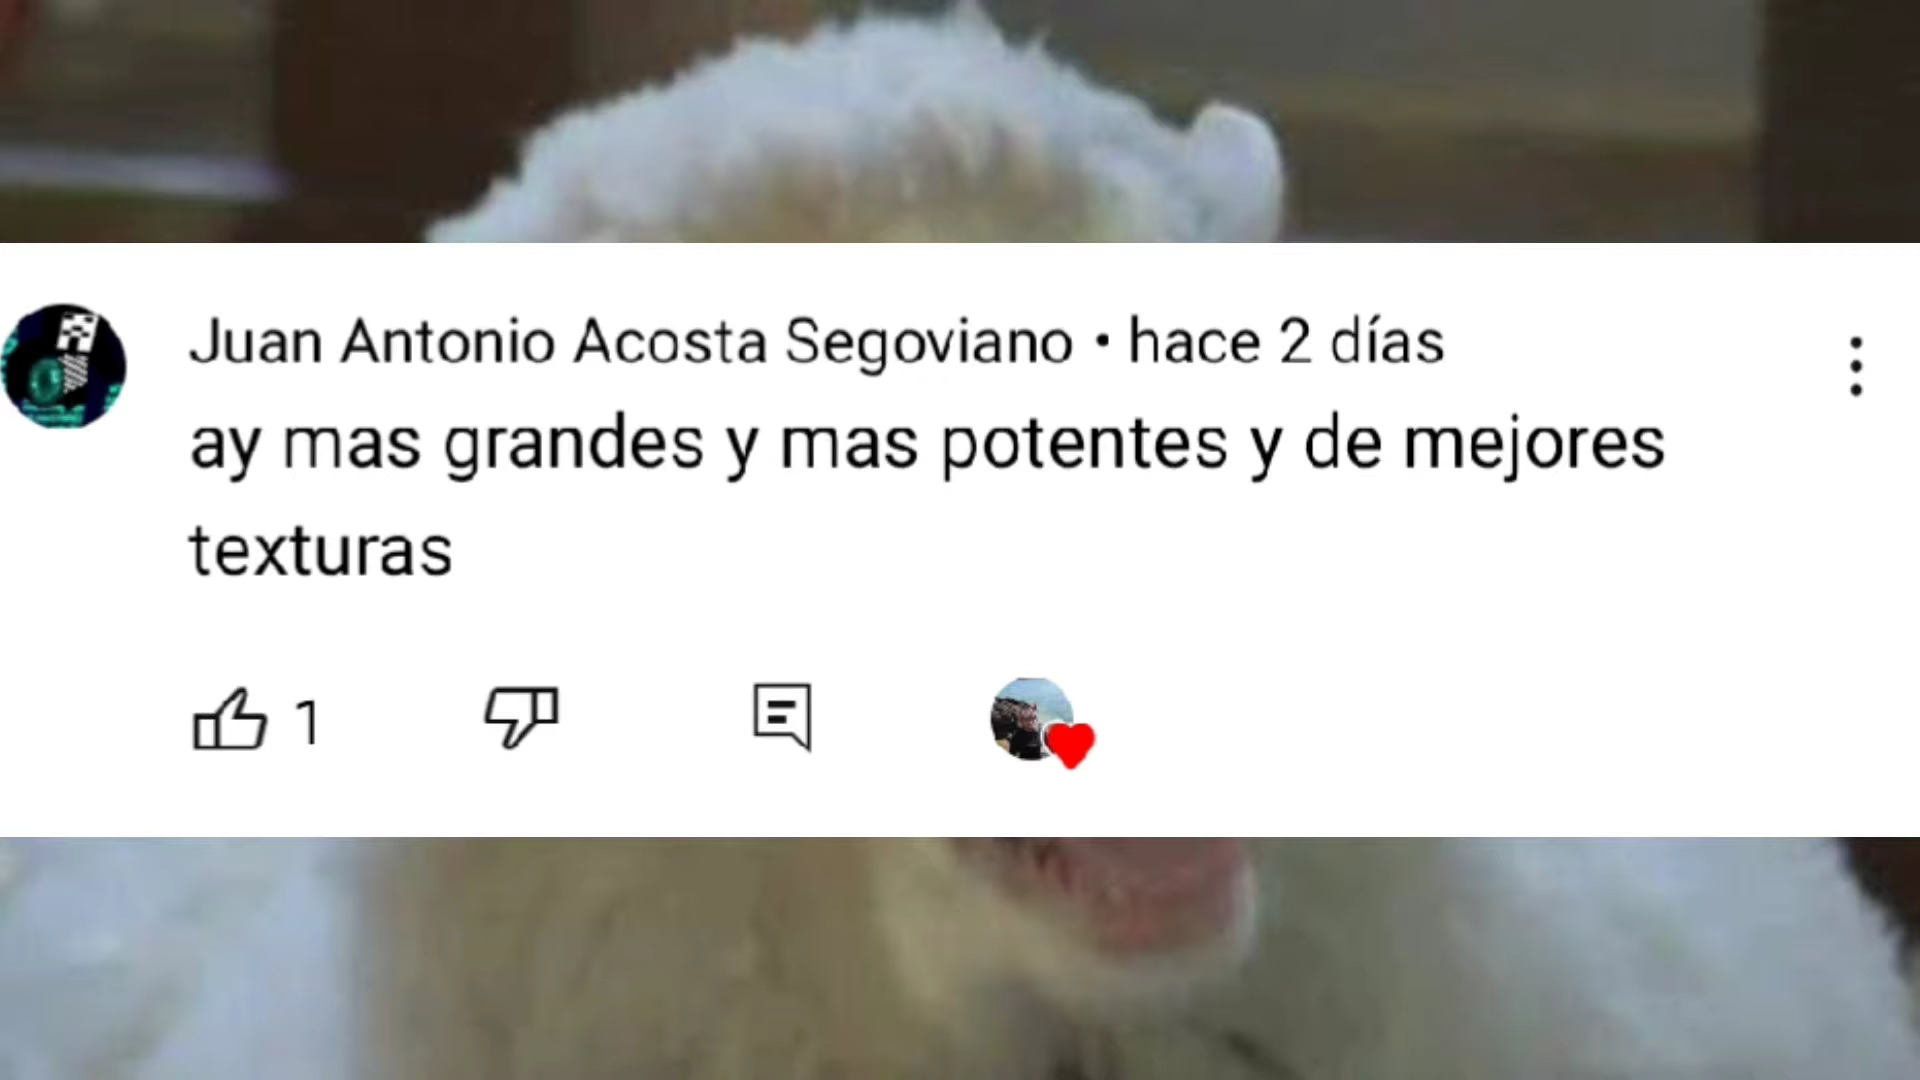 Juan Antonio Acosta Segoviano • hace 2 días
ay mas grandes y mas potentes y de mejores
texturas
1